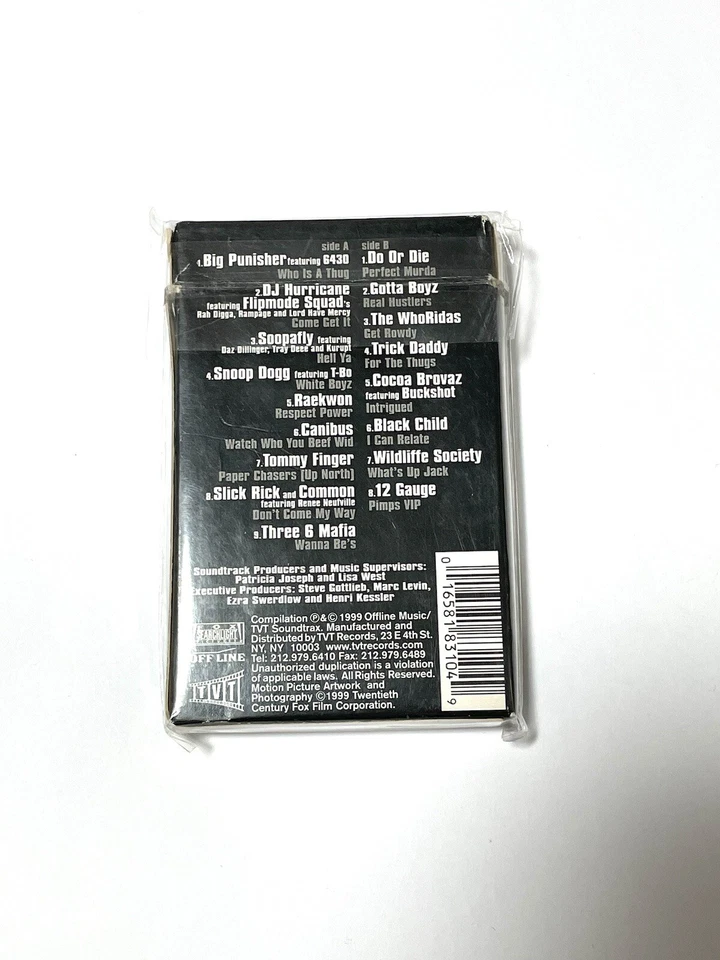 side A
1.Big Punisher featuring 6430
Who Is A Thug
2.DJ Hurricane
featuring Flipmode Squad's
Rah Digga, Rampage and Lord Have Mercy
Come Get It
3.Soopafly featuring
Daz Dillinger, Tray Deee and Kurupt
Hell Ya
4.Snoop Dogg featuring T-Bo
White Boyz
5.Raekwon
Respect Power
6.Canibus
Watch Who You Beef Wid
7.Tommy Finger
Paper Chasers [Up North]
8.Slick Rick and Common
featuring Renee Neufville
Don't Come My Way
9.Three 6 Mafia
Wanna Be's
side B
1.Do Or Die
Perfect Murda
2.Gotta Boyz
Real Hustlers
3.The WhoRidas
Get Rowdy
4.Trick Daddy
For The Thugs
5.Cocoa Brovaz
featuring Buckshot
Intrigued
6.Black Child
I Can Relate
7.Wildliffe Society
What's Up Jack
8.12 Gauge
Pimps VIP
Soundtrack Producers and Music Supervisors:
Patricia Joseph and Lisa West
Executive Producers: Steve Gottlieb, Marc Levin,
Ezra Swerdlow and Henri Kessler
Compilation ℗&© 1999 Offline Music/
TVT Soundtrax. Manufactured and
Distributed by TVT Records, 23 E 4th St.
NY, NY 10003 www.tvtrecords.com
Tel: 212.979.6410 Fax: 212.979.6489
Unauthorized duplication is a violation
of applicable laws. All Rights Reserved.
Motion Picture Artwork and
Photography ©1999 Twentieth
Century Fox Film Corporation.
FOX
SEARCHLIGHT
OFFLINE
TVT
0 16581-83104 9